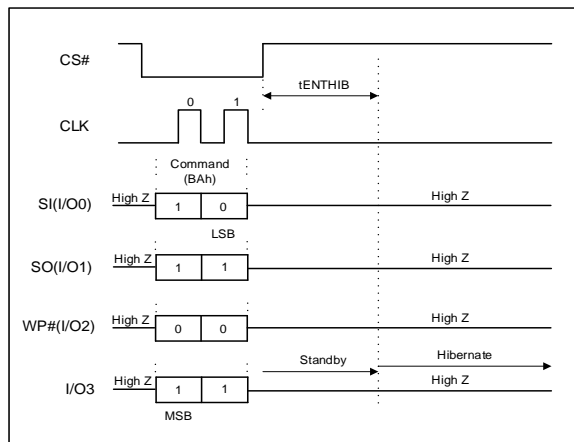 CS#
tENTHIB
0 1
CLK
Command
(BAh)
High Z High Z
SI(I/O0) 1 0
LSB
High Z High Z
SO(I/O1) 1 1
High Z High Z
WP#(I/O2) 0 0
Standby Hibernate
High Z High Z
I/O3 1 1
MSB